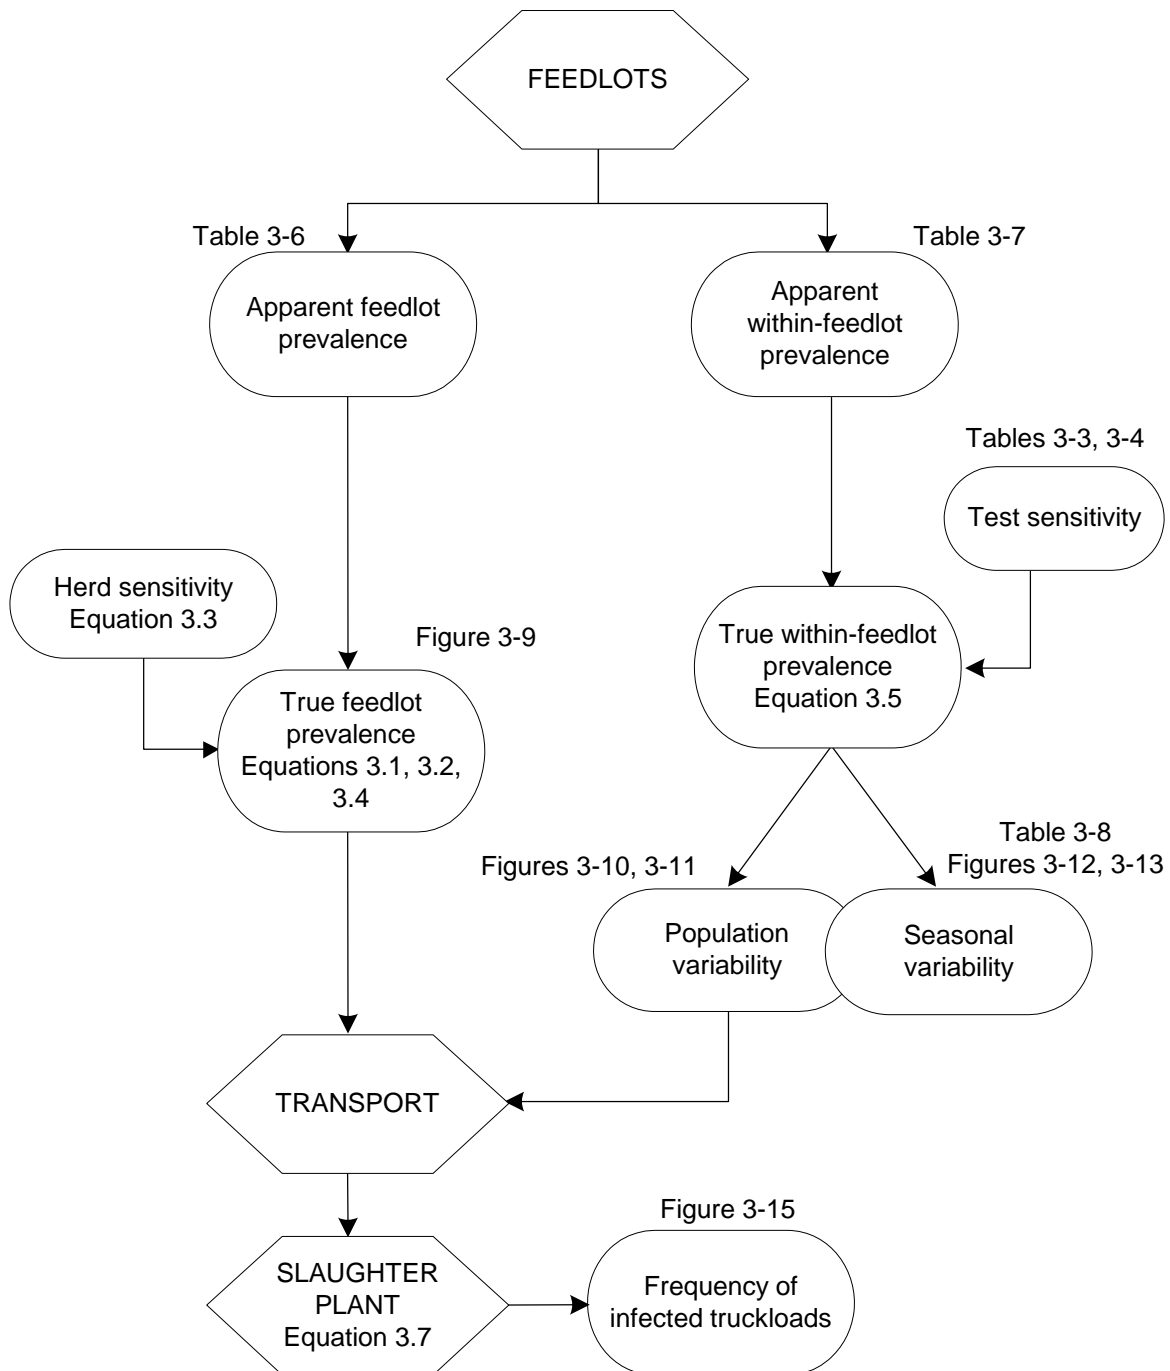 FEEDLOTS
Table 3-6
Table 3-7
Apparent feedlot
prevalence
Apparent
within-feedlot
prevalence
Tables 3-3, 3-4
Test sensitivity
Herd sensitivity
Equation 3.3
Figure 3-9
True within-feedlot
prevalence
Equation 3.5
True feedlot
prevalence
Equations 3.1, 3.2,
3.4
Figures 3-10, 3-11
Table 3-8
Figures 3-12, 3-13
Population
variability
Seasonal
variability
TRANSPORT
Figure 3-15
SLAUGHTER
PLANT
Equation 3.7
Frequency of
infected truckloads